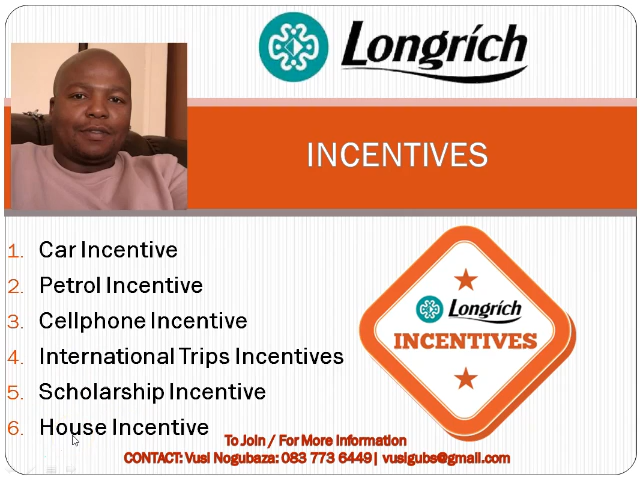 Longrích
INCENTIVES
1. Car Incentive
2. Petrol Incentive
3. Cellphone Incentive
4. International Trips Incentives
5. Scholarship Incentive
6. House Incentive
Longrích
INCENTIVES
To Join / For More Information
CONTACT: Vusi Nogubaza: 083 773 6449| vusigubs@gmail.com